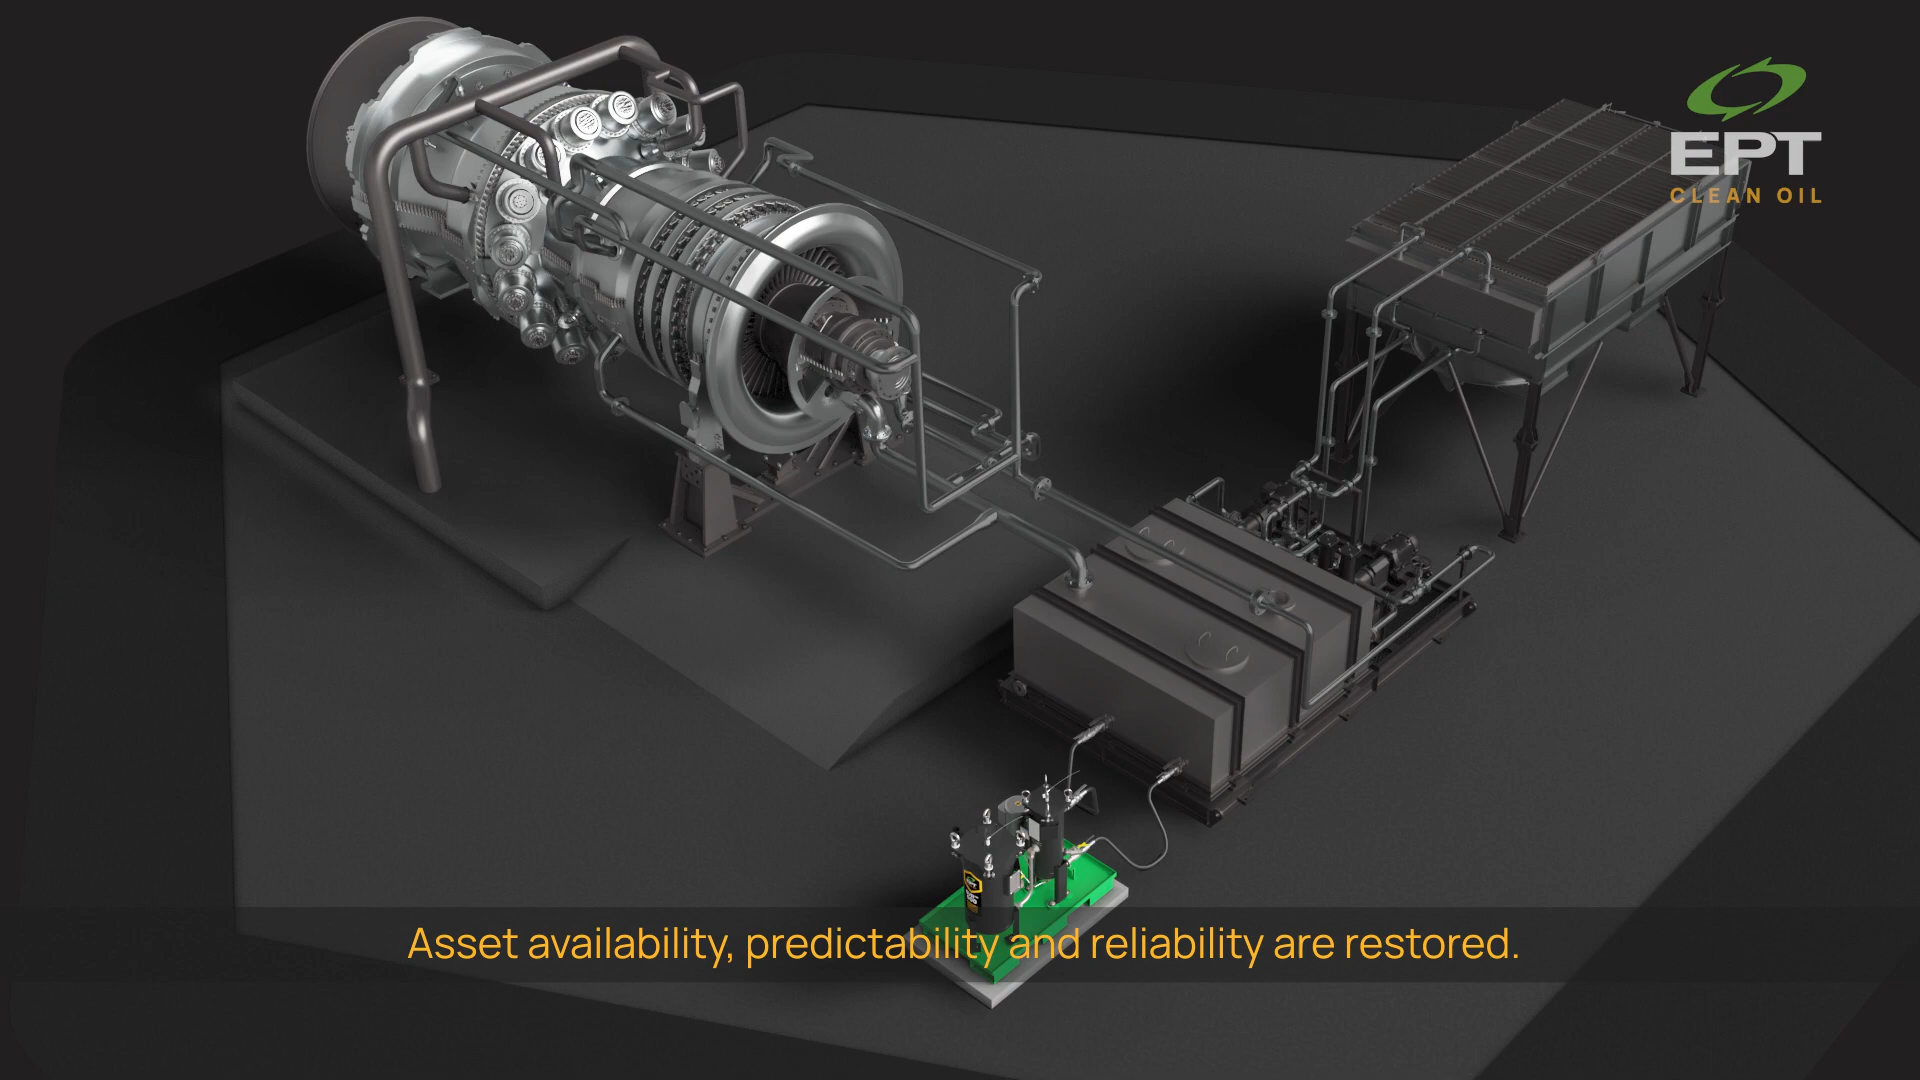 EPT
CLEAN OIL
Asset availability, predictability and reliability are restored.